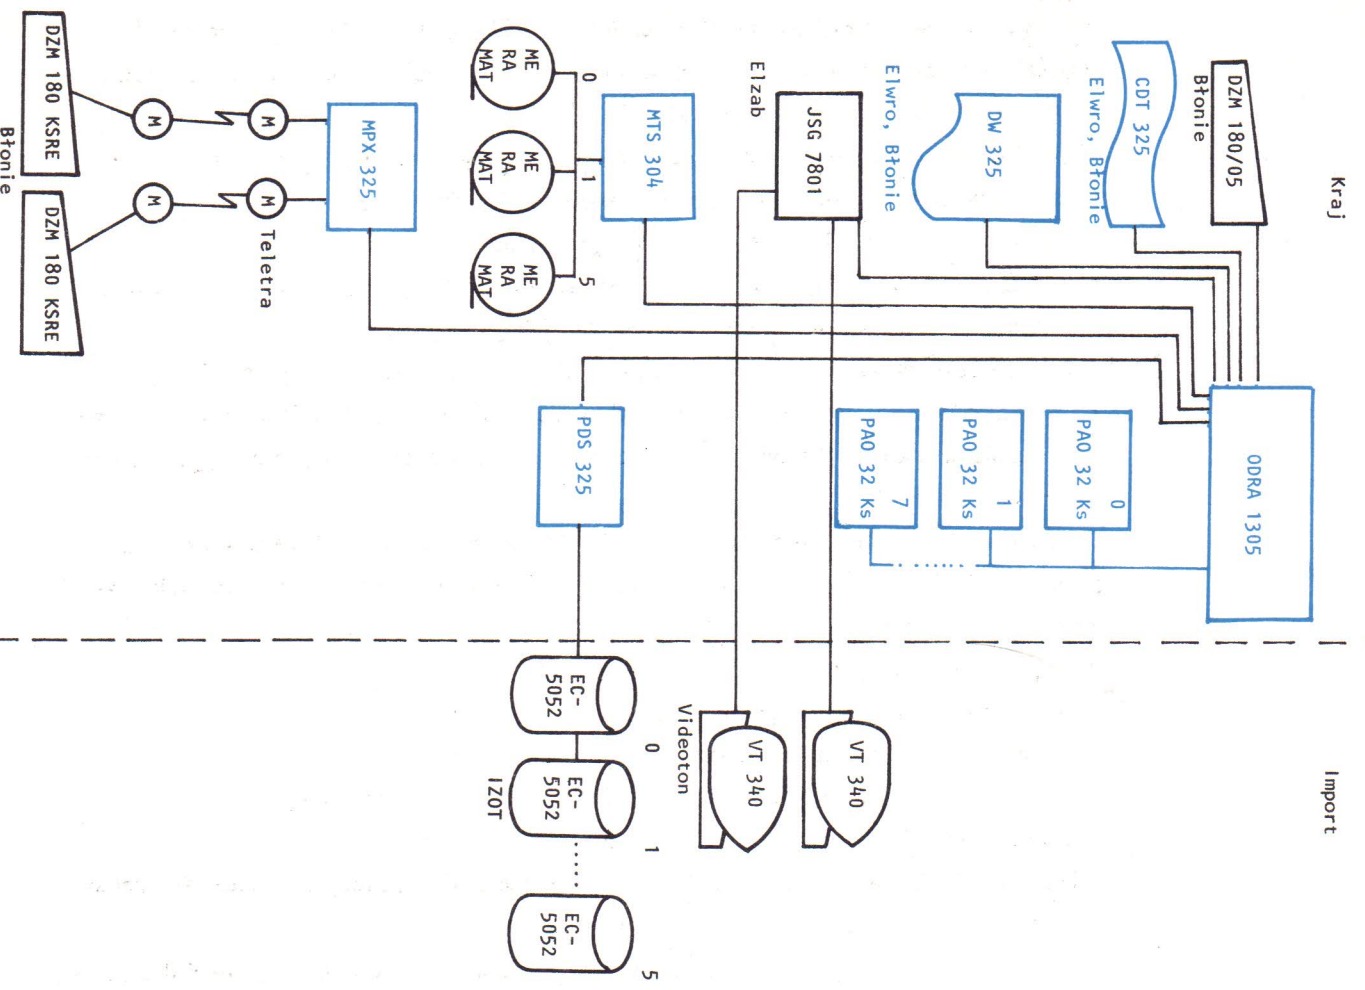 Kraj
Import
DZM 180/05
Błonie
CDT 325
Elwro, Błonie
DW 325
Elwro, Błonie
JSG 7801
Elzab
MTS 304
0
1
5
ME
RA
MAT
ME
RA
MAT
ME
RA
MAT
MPX 325
M
M
M
M
Teletra
DZM 180 KSRE
DZM 180 KSRE
Błonie
ODRA 1305
0
PAO 32 Ks
1
PAO 32 Ks
7
PAO 32 Ks
PDS 325
VT 340
VT 340
Videoton
0
EC-
5052
1
EC-
5052
IZOT
5
EC-
5052